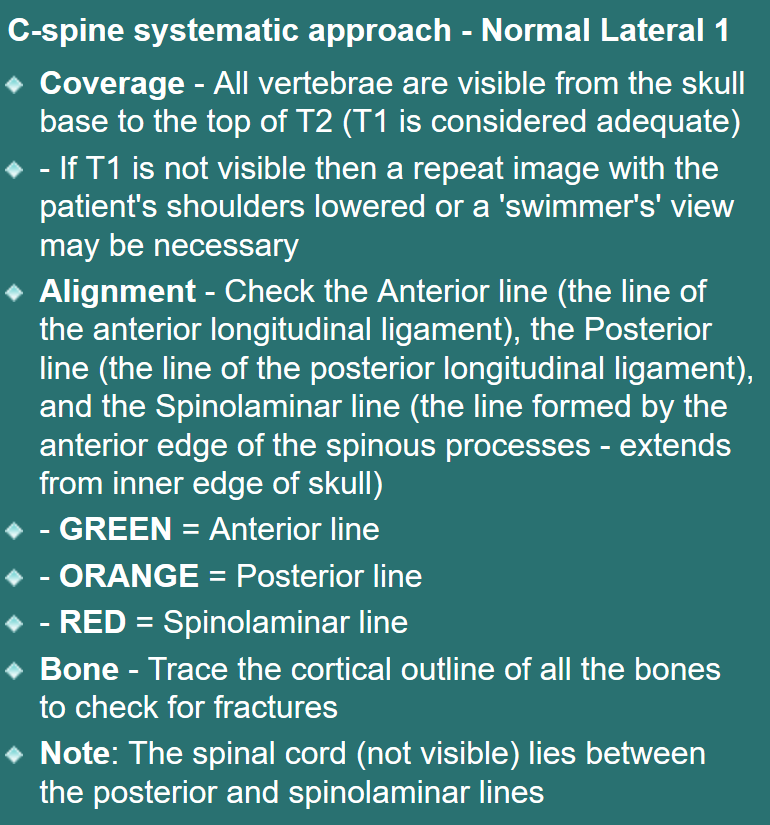 C-spine systematic approach - Normal Lateral 1
Coverage - All vertebrae are visible from the skull
base to the top of T2 (T1 is considered adequate)
- If T1 is not visible then a repeat image with the
patient's shoulders lowered or a 'swimmer's' view
may be necessary
Alignment - Check the Anterior line (the line of
the anterior longitudinal ligament), the Posterior
line (the line of the posterior longitudinal ligament),
and the Spinolaminar line (the line formed by the
anterior edge of the spinous processes - extends
from inner edge of skull)
- GREEN = Anterior line
- ORANGE = Posterior line
- RED = Spinolaminar line
Bone - Trace the cortical outline of all the bones
to check for fractures
Note: The spinal cord (not visible) lies between
the posterior and spinolaminar lines